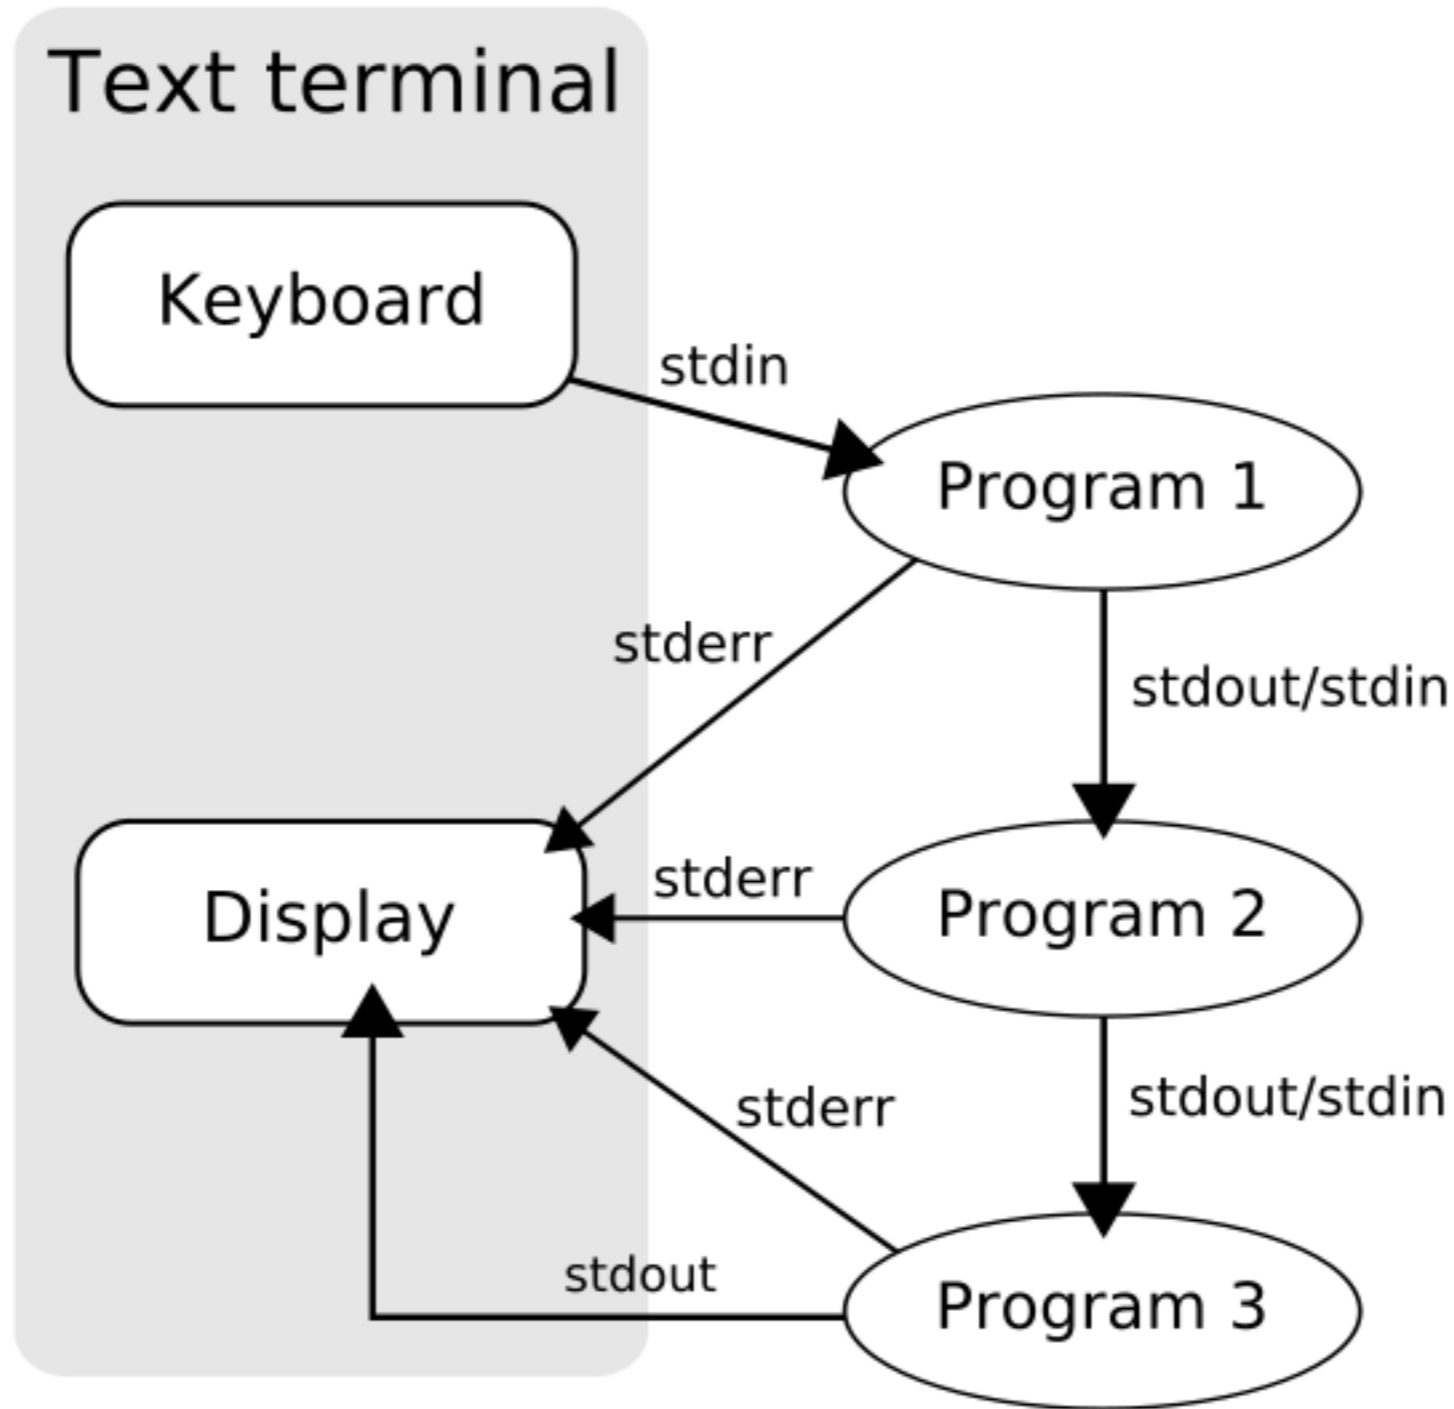 Text terminal
Keyboard
stdin
Program 1
stderr
stdout/stdin
Display
stderr
Program 2
stderr
stdout/stdin
stdout
Program 3